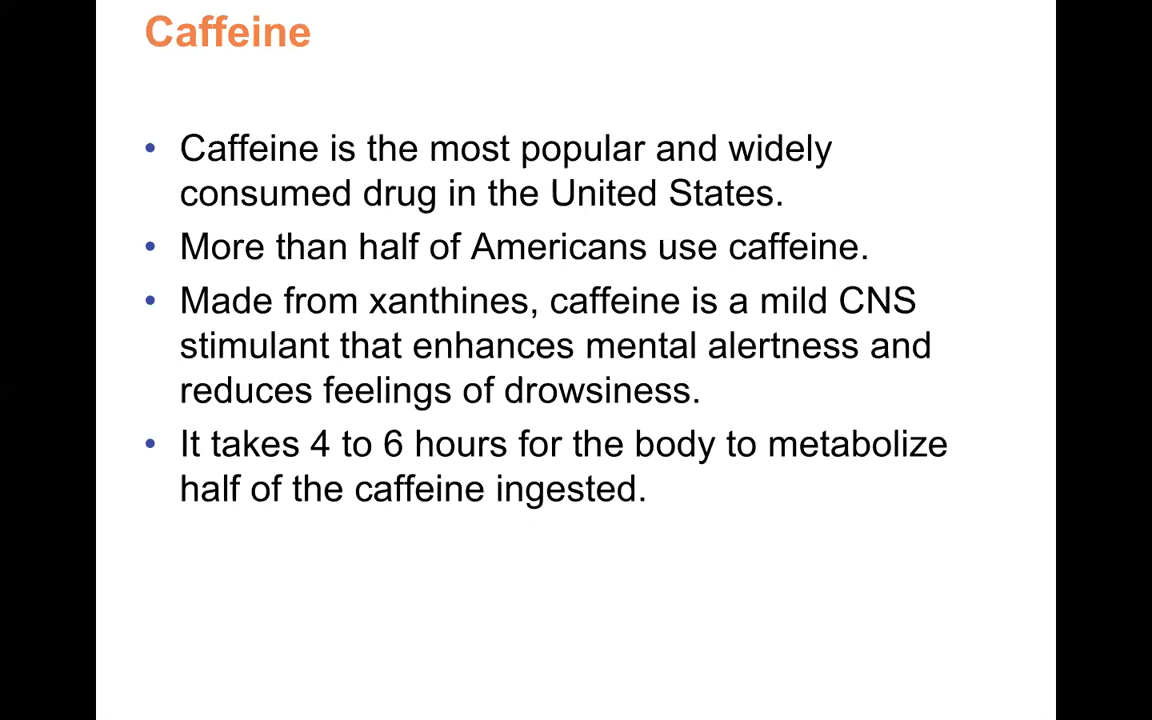 Caffeine
• Caffeine is the most popular and widely
consumed drug in the United States.
• More than half of Americans use caffeine.
• Made from xanthines, caffeine is a mild CNS
stimulant that enhances mental alertness and
reduces feelings of drowsiness.
• It takes 4 to 6 hours for the body to metabolize
half of the caffeine ingested.